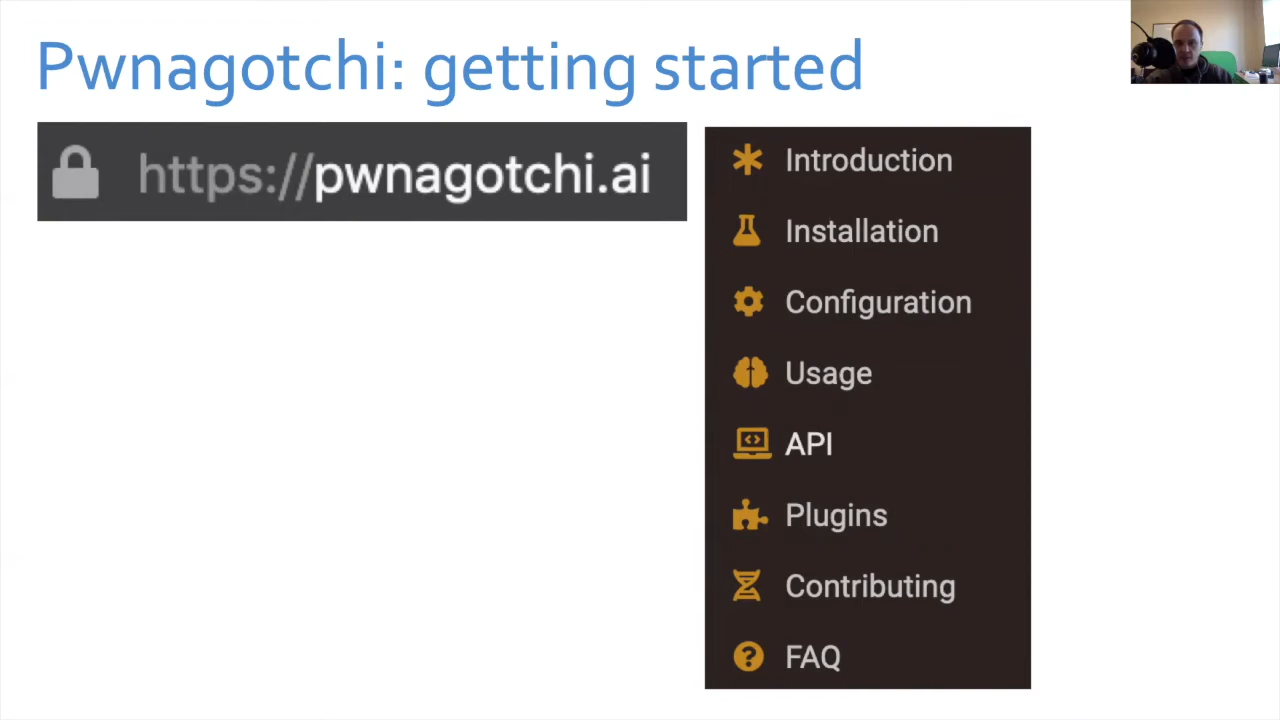 Pwnagotchi: getting started
https://pwnagotchi.ai
Introduction
Installation
Configuration
Usage
API
Plugins
Contributing
FAQ